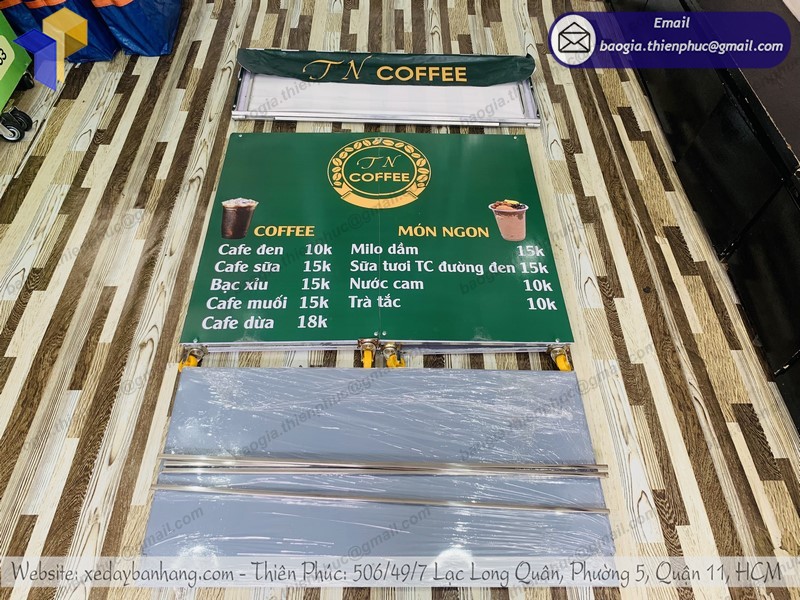 Email
baogia.thienphuc@gmail.com
TN COFFEE
TN
COFFEE
COFFEE
MÓN NGON
Cafe đen 10k
Cafe sữa 15k
Bạc xỉu 15k
Cafe muối 15k
Cafe dừa 18k
Milo dầm 15k
Sữa tươi TC đường đen 15k
Nước cam 10k
Trà tắc 10k
Website: xedaybanhang.com - Thiên Phúc: 506/49/7 Lạc Long Quân, Phường 5, Quận 11, HCM